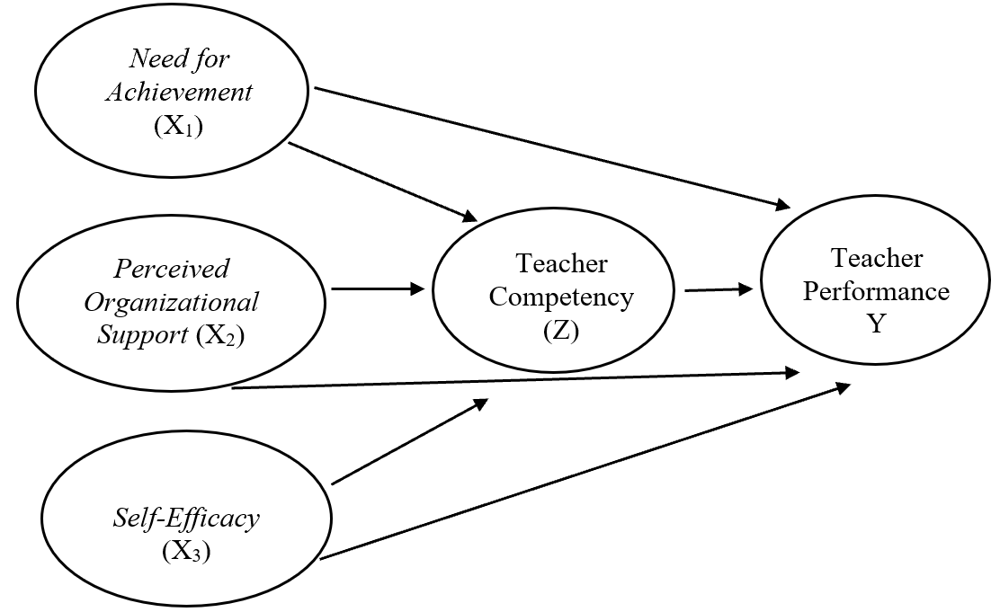 Need for
Achievement
(X₁)
Perceived
Organizational
Support (X₂)
Self-Efficacy
(X₃)
Teacher
Competency
(Z)
Teacher
Performance
Y